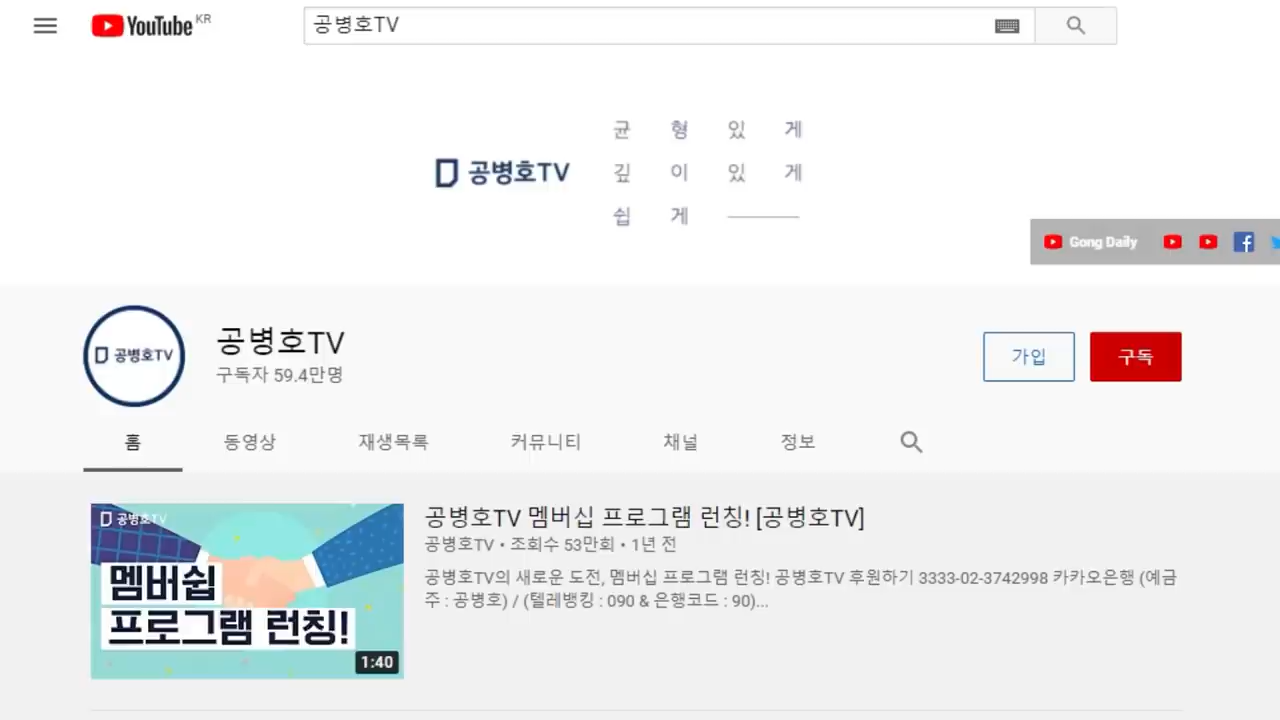 YouTube KR
공병호TV
균 형 있 게
공병호TV
깊 이 있 게
쉽 게
Gong Daily
공병호TV
공병호TV
구독자 59.4만명
가입
구독
홈 동영상 재생목록 커뮤니티 채널 정보
공병호TV
멤버쉽
프로그램 런칭!
1:40
공병호TV 멤버십 프로그램 런칭! [공병호TV]
공병호TV • 조회수 53만회 • 1년 전
공병호TV의 새로운 도전, 멤버십 프로그램 런칭! 공병호TV 후원하기 3333-02-3742998 카카오은행 (예금
주 : 공병호) / (텔레뱅킹 : 090 & 은행코드 : 90)...